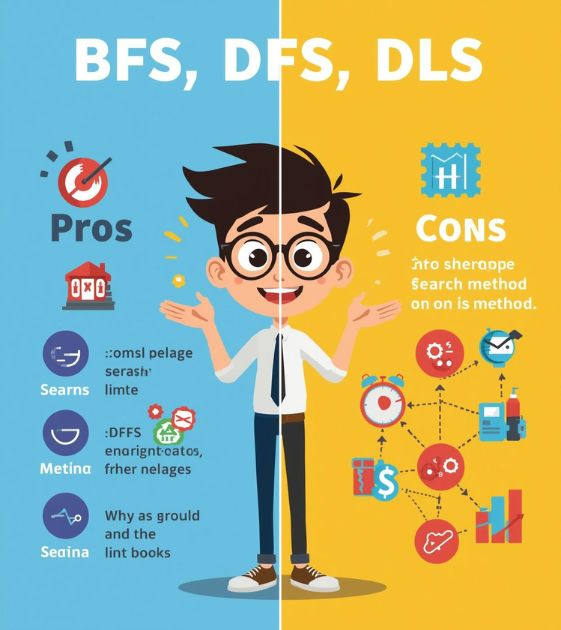 BFS, DFS, DLS
Pros
Searns
::omsl pelage
serash
limte
Metina
:DFFS
enarignt·catos,
frher nelages
Seaina
Why as grould
and the
lint books
H
Cons
search method
on on is method.
$